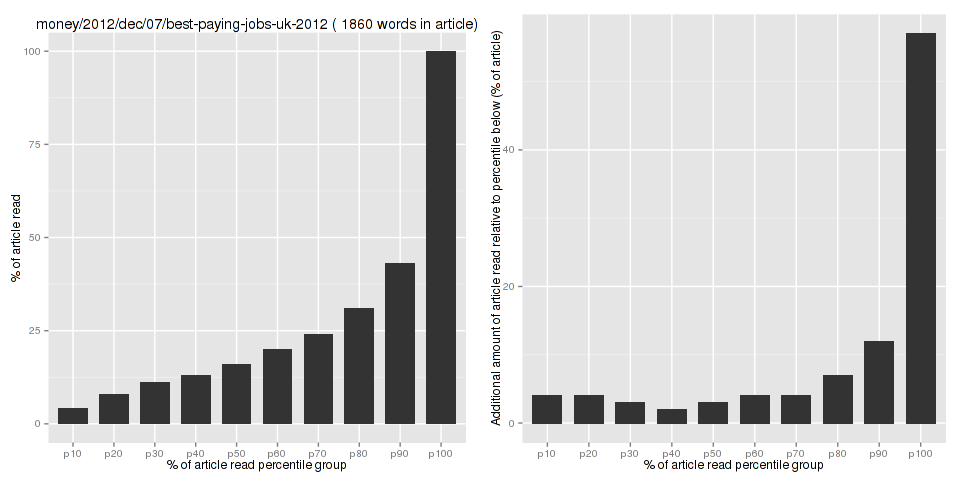 money/2012/dec/07/best-paying-jobs-uk-2012 ( 1860 words in article)
% of article read
100
75
50
25
0
p10 p20 p30 p40 p50 p60 p70 p80 p90 p100
% of article read percentile group
Additional amount of article read relative to percentile below (% of article)
40
20
0
p10 p20 p30 p40 p50 p60 p70 p80 p90 p100
% of article read percentile group